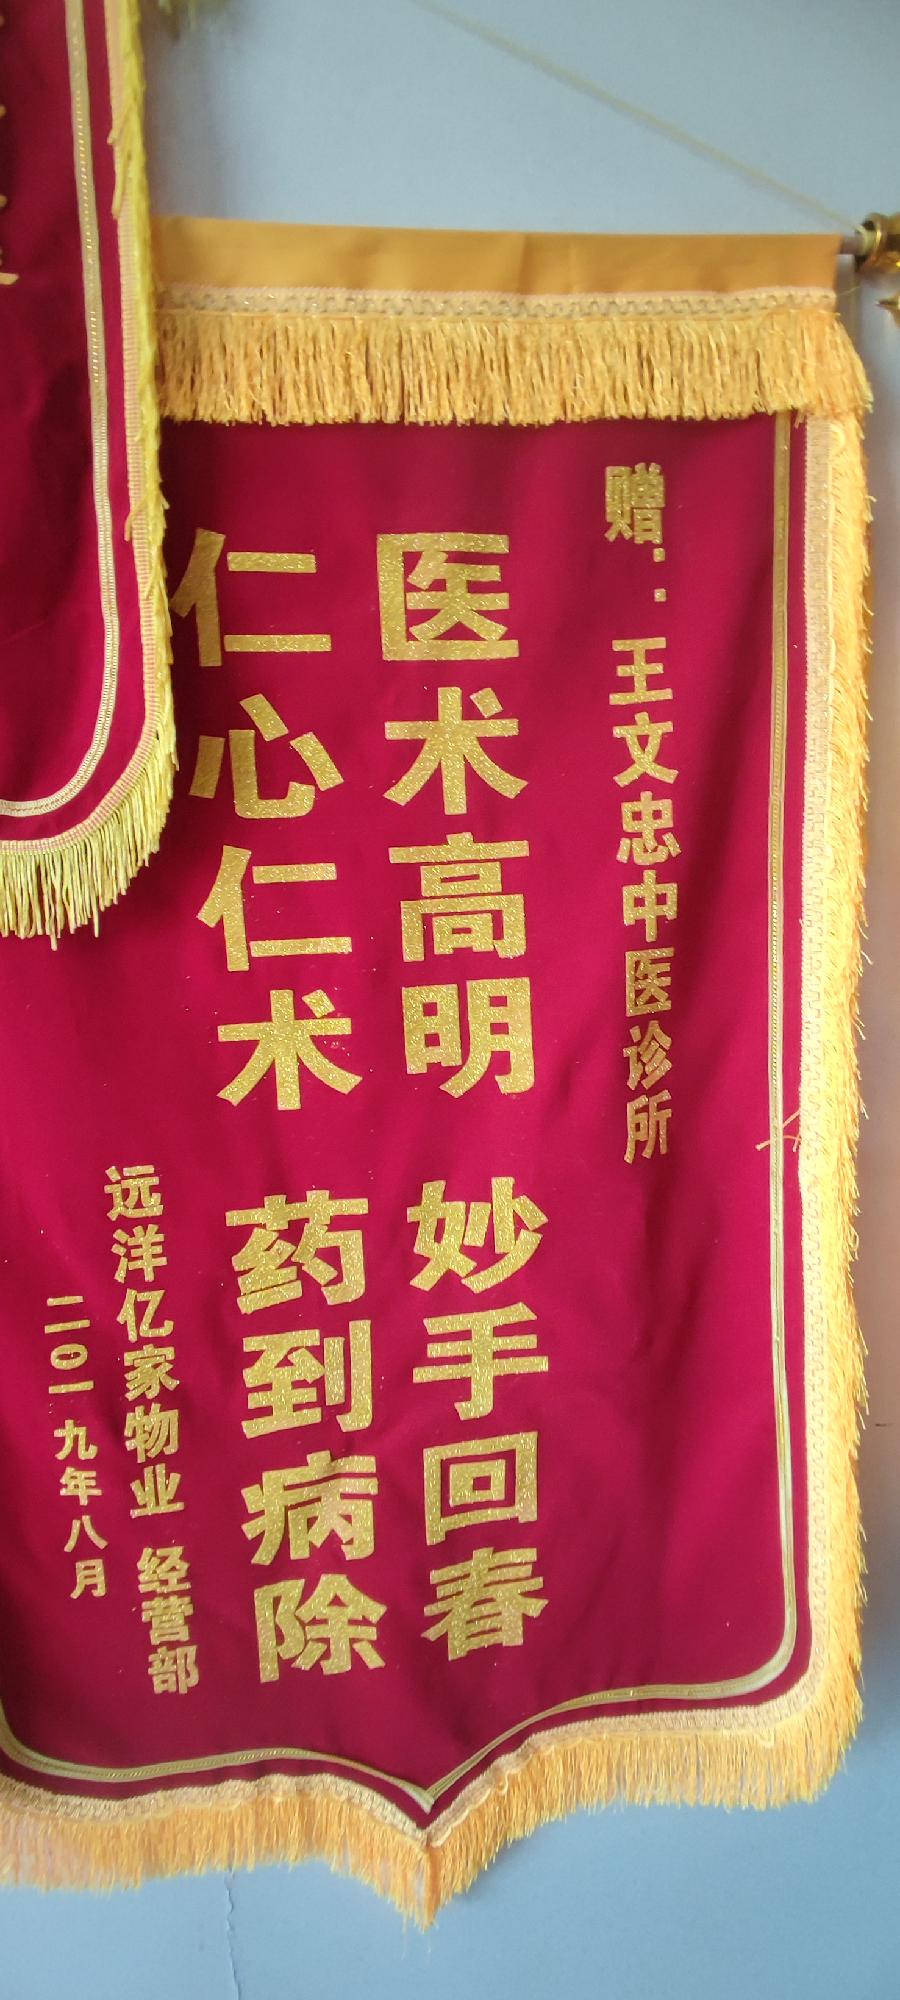 赠：王文忠中医诊所
医术高明 妙手回春
仁心仁术 药到病除
远洋亿家物业 经营部
二〇一九年八月